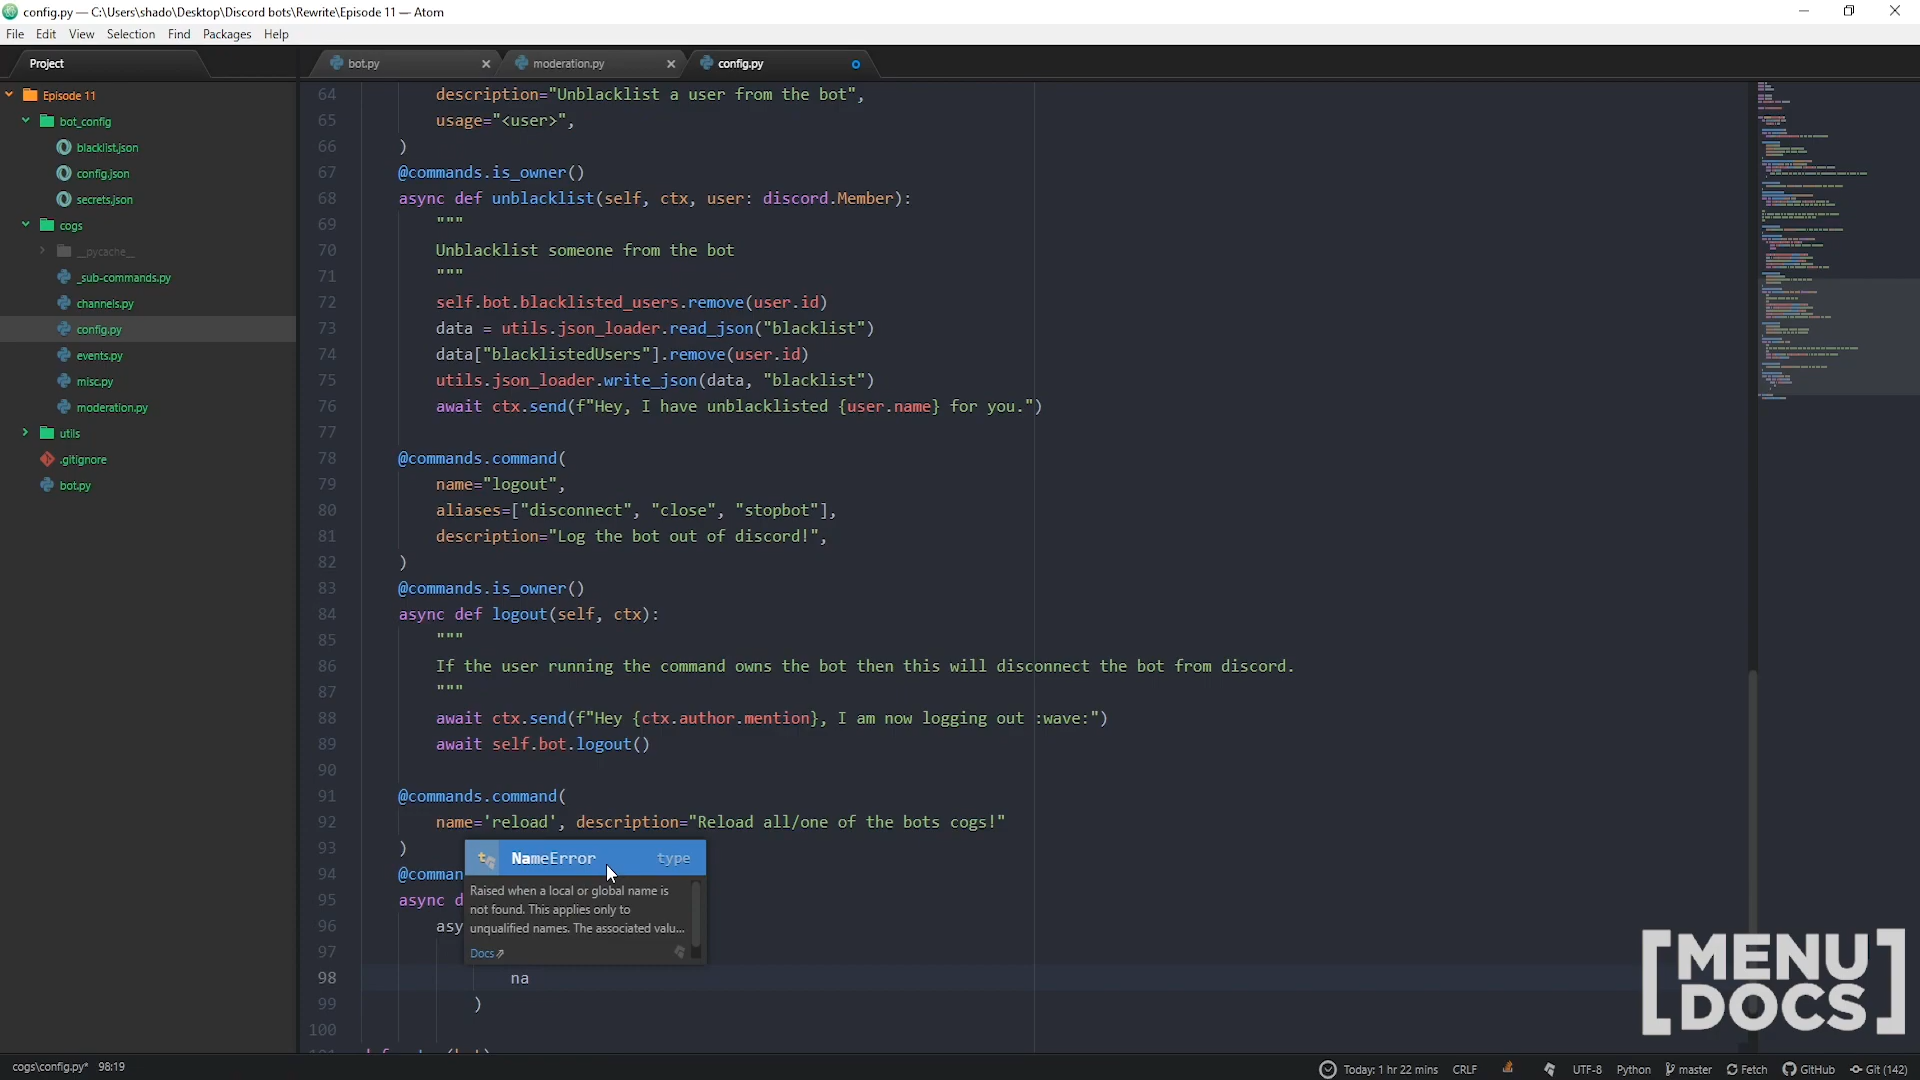 config.py — C:\Users\shado\Desktop\Discord bots\Rewrite\Episode 11 — Atom
File Edit View Selection Find Packages Help
Project
bot.py moderation.py config.py
Episode 11
bot_config
blacklist.json
config.json
secrets.json
cogs
__pycache__
_sub-commands.py
channels.py
config.py
events.py
misc.py
moderation.py
utils
.gitignore
bot.py
64 description="Unblacklist a user from the bot",
65 usage="<user>",
66 )
67 @commands.is_owner()
68 async def unblacklist(self, ctx, user: discord.Member):
69 """
70 Unblacklist someone from the bot
71 """
72 self.bot.blacklisted_users.remove(user.id)
73 data = utils.json_loader.read_json("blacklist")
74 data["blacklistedUsers"].remove(user.id)
75 utils.json_loader.write_json(data, "blacklist")
76 await ctx.send(f"Hey, I have unblacklisted {user.name} for you.")
77
78 @commands.command(
79 name="logout",
80 aliases=["disconnect", "close", "stopbot"],
81 description="Log the bot out of discord!",
82 )
83 @commands.is_owner()
84 async def logout(self, ctx):
85 """
86 If the user running the command owns the bot then this will disconnect the bot from discord.
87 """
88 await ctx.send(f"Hey {ctx.author.mention}, I am now logging out :wave:")
89 await self.bot.logout()
90
91 @commands.command(
92 name='reload', description="Reload all/one of the bots cogs!"
93 )
94 @comman
95 async d
96 asy
97
98 na
99 )
100
NameError type
Raised when a local or global name is
not found. This applies only to
unqualified names. The associated valu...
Docs
[MENU
DOCS]
cogs\config.py* 98:19 Today: 1 hr 22 mins CRLF UTF-8 Python master Fetch GitHub Git (142)